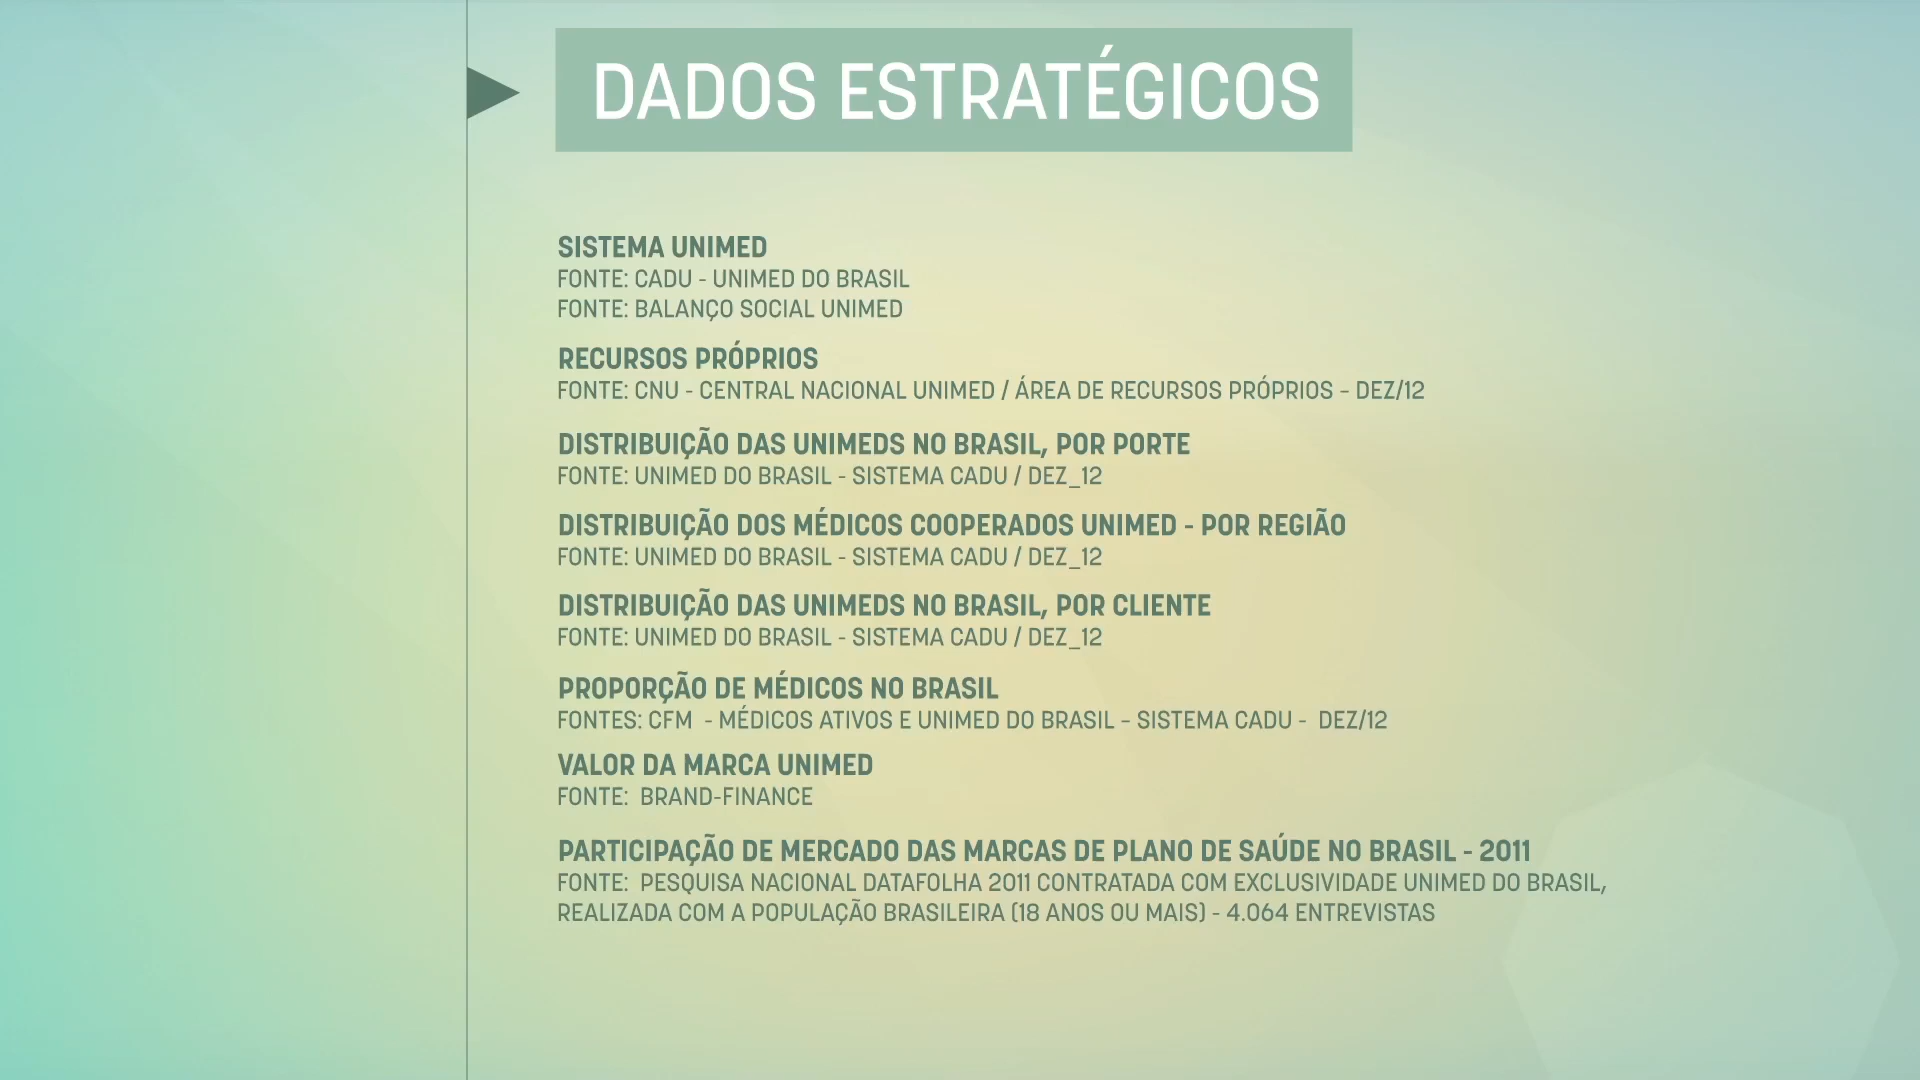 DADOS ESTRATÉGICOS
SISTEMA UNIMED
FONTE: CADU - UNIMED DO BRASIL
FONTE: BALANÇO SOCIAL UNIMED
RECURSOS PRÓPRIOS
FONTE: CNU - CENTRAL NACIONAL UNIMED / ÁREA DE RECURSOS PRÓPRIOS – DEZ/12
DISTRIBUIÇÃO DAS UNIMEDS NO BRASIL, POR PORTE
FONTE: UNIMED DO BRASIL - SISTEMA CADU / DEZ_12
DISTRIBUIÇÃO DOS MÉDICOS COOPERADOS UNIMED - POR REGIÃO
FONTE: UNIMED DO BRASIL - SISTEMA CADU / DEZ_12
DISTRIBUIÇÃO DAS UNIMEDS NO BRASIL, POR CLIENTE
FONTE: UNIMED DO BRASIL - SISTEMA CADU / DEZ_12
PROPORÇÃO DE MÉDICOS NO BRASIL
FONTES: CFM - MÉDICOS ATIVOS E UNIMED DO BRASIL – SISTEMA CADU - DEZ/12
VALOR DA MARCA UNIMED
FONTE: BRAND-FINANCE
PARTICIPAÇÃO DE MERCADO DAS MARCAS DE PLANO DE SAÚDE NO BRASIL - 2011
FONTE: PESQUISA NACIONAL DATAFOLHA 2011 CONTRATADA COM EXCLUSIVIDADE UNIMED DO BRASIL,
REALIZADA COM A POPULAÇÃO BRASILEIRA (18 ANOS OU MAIS) - 4.064 ENTREVISTAS